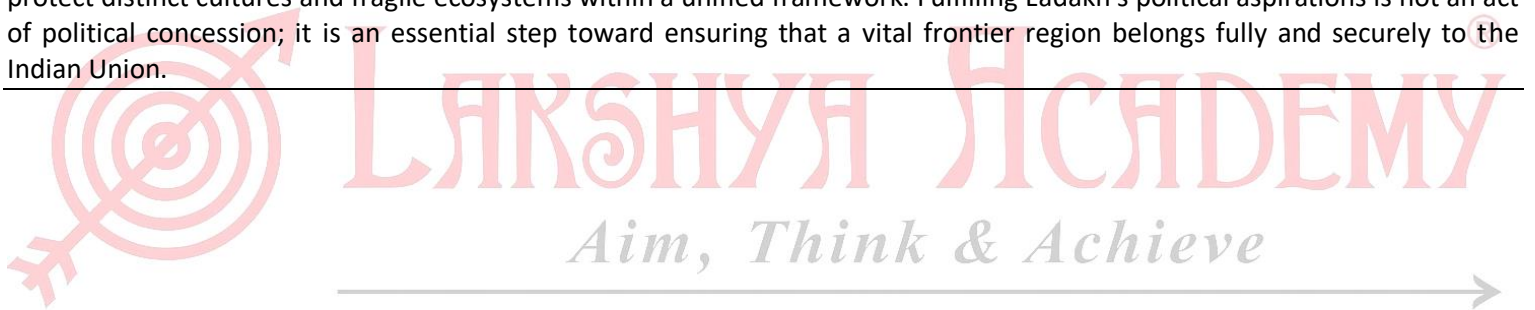 protect distinct cultures and fragile ecosystems within a unified framework. Fulfilling Ladakh's political aspirations is not an act
of political concession; it is an essential step toward ensuring that a vital frontier region belongs fully and securely to the
Indian Union.
®
LAKSHYA ACADEMY
Aim, Think & Achieve